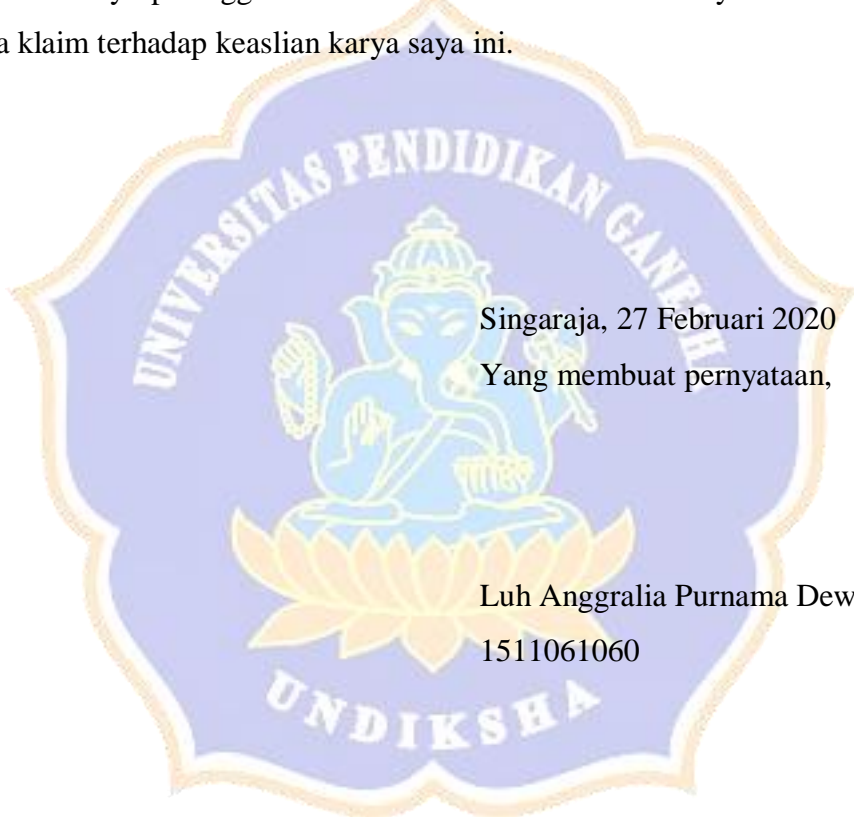 klaim terhadap keaslian karya saya ini.
UNIVERSITAS PENDIDIKAN GANESHA
Singaraja, 27 Februari 2020
Yang membuat pernyataan,
Luh Anggralia Purnama Dew
1511061060
UNDIKSHA